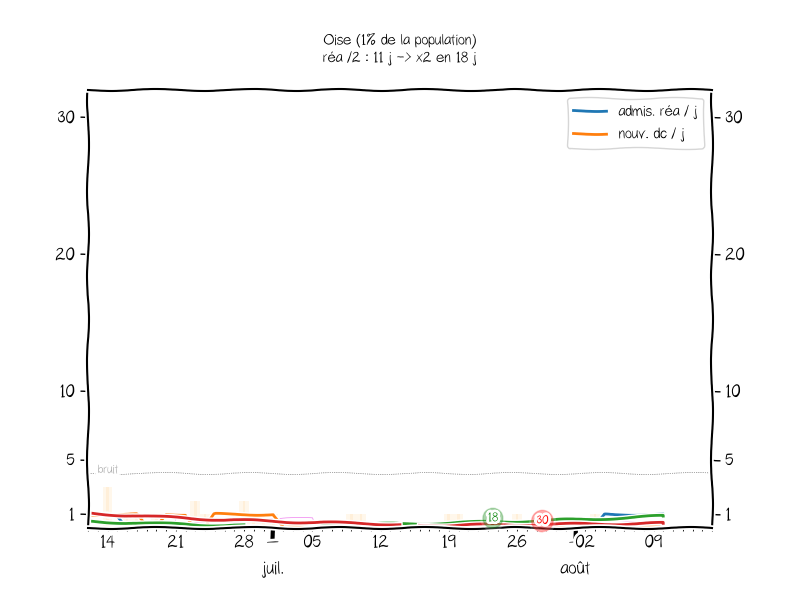 Oise (1% de la population)
réa /2 : 11 j -> x2 en 18 j
30 30
admis. réa / j
nouv. dc / j
20 20
10 10
5 5
bruit
1 1
18 30
14 21 28 05 12 19 26 02 09
juil. août